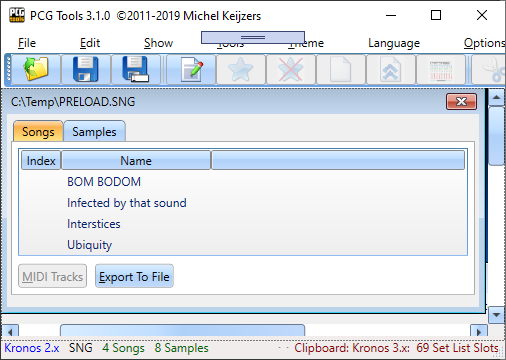 PCG Tools 3.1.0 ©2011-2019 Michel Keijzers
File Edit Show Tools Theme Language Options
C:\Temp\PRELOAD.SNG
Songs Samples
Index Name
BOM BODOM
Infected by that sound
Interstices
Ubiquity
MIDI Tracks Export To File
Kronos 2.x SNG 4 Songs 8 Samples - - Clipboard: Kronos 3.x: 69 Set List Slots